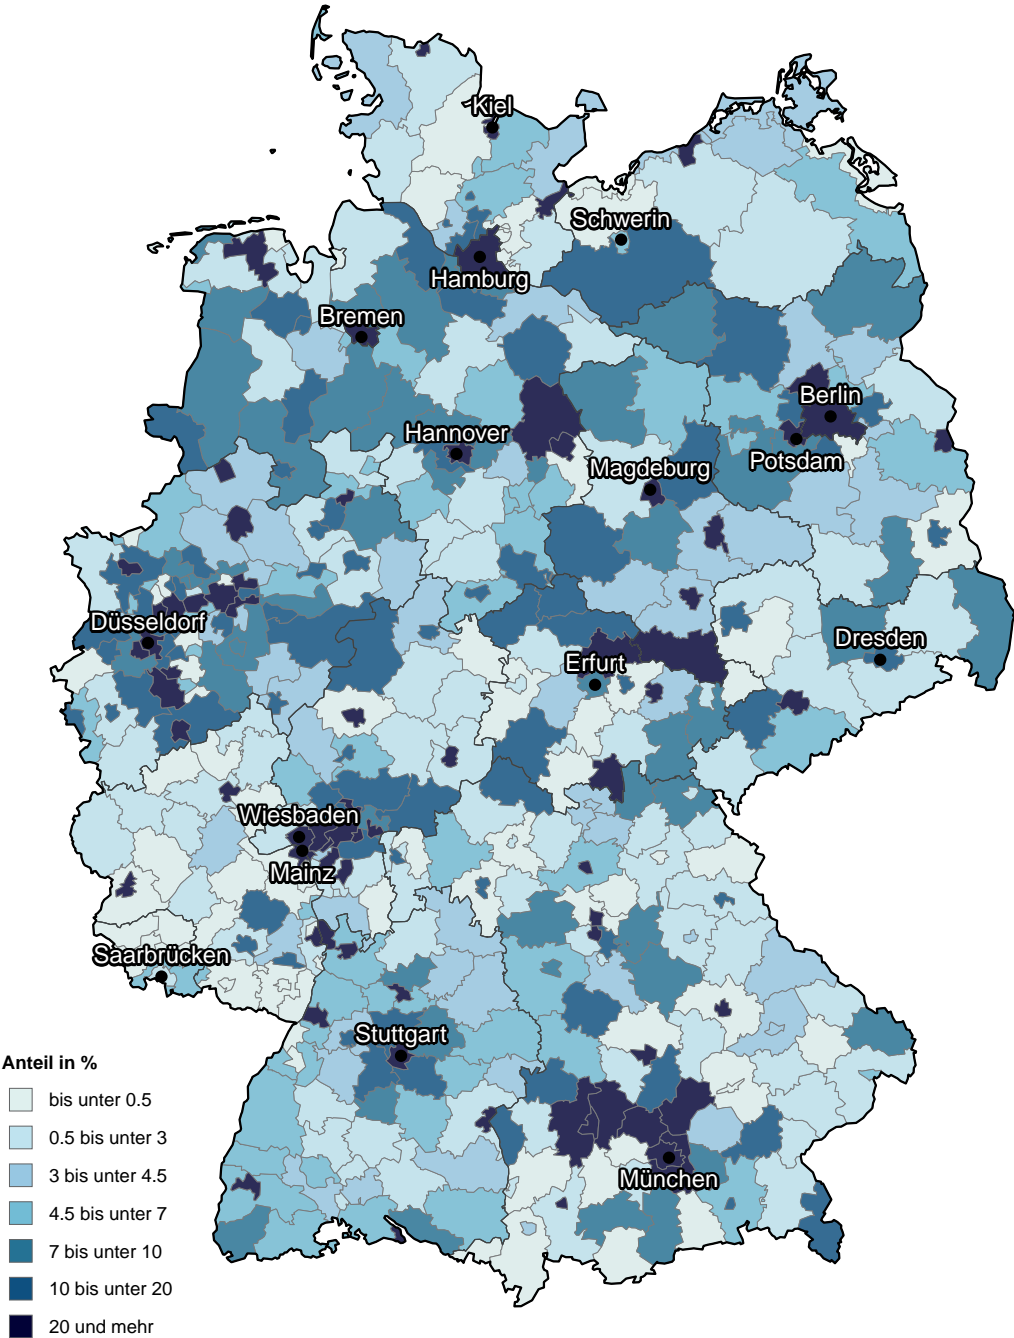 Kiel
Schwerin
Hamburg
Bremen
Berlin
Hannover
Potsdam
Magdeburg
Düsseldorf
Dresden
Erfurt
Wiesbaden
Mainz
Saarbrücken
Stuttgart
München
Anteil in %
bis unter 0.5
0.5 bis unter 3
3 bis unter 4.5
4.5 bis unter 7
7 bis unter 10
10 bis unter 20
20 und mehr